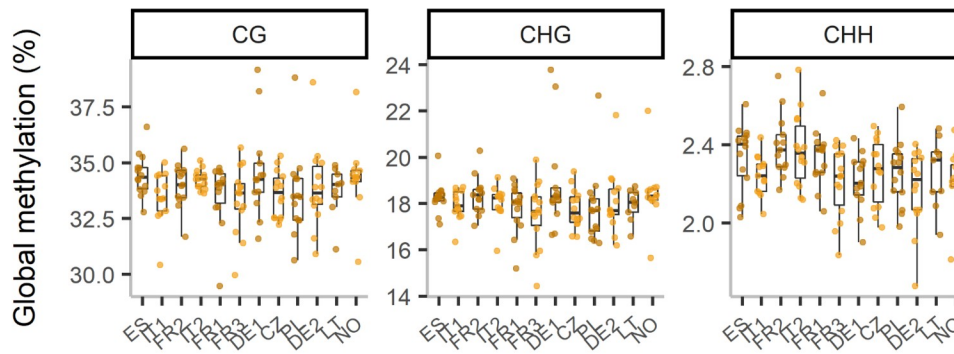 Global methylation (%)
CG
CHG
CHH
37.5
35.0
32.5
30.0
24
22
20
18
16
14
2.8
2.4
2.0
ES IT1 FR2 IT2 FR1 FR3 DE1 CZ PL DE2 LT NO
ES IT1 FR2 IT2 FR1 FR3 DE1 CZ PL DE2 LT NO
ES IT1 FR2 IT2 FR1 FR3 DE1 CZ PL DE2 LT NO